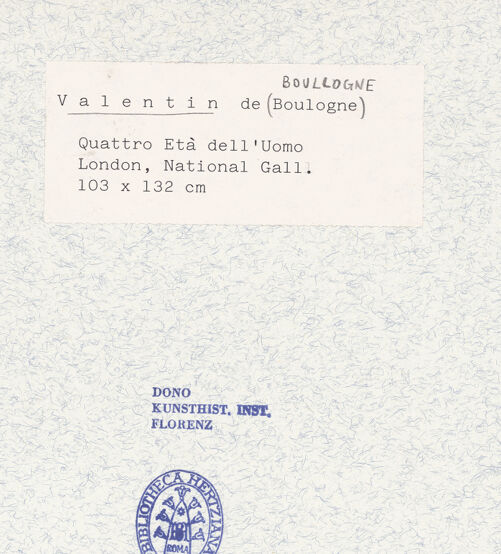 BOULLOGNE
Valentin de (Boulogne)
Quattro Età dell'Uomo
London, National Gall.
103 x 132 cm
DONO
KUNSTHIST. INST.
FLORENZ
BIBLIOTHECA HERTZIANA
ROMA